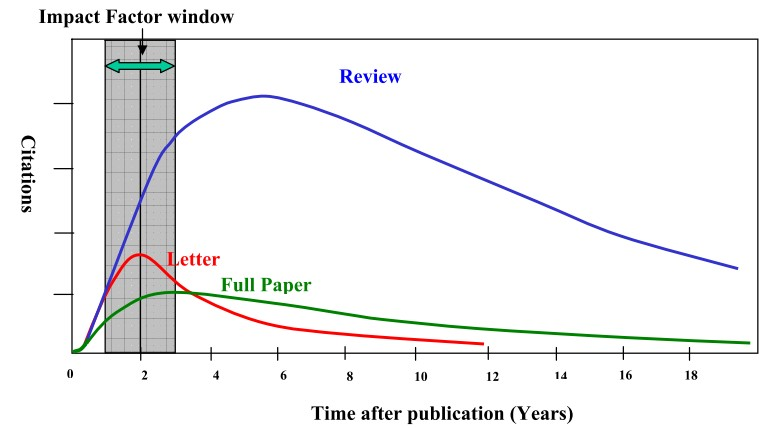 Impact Factor window
Review
Citations
Letter
Full Paper
0 2 4 6 8 10 12 14 16 18
Time after publication (Years)